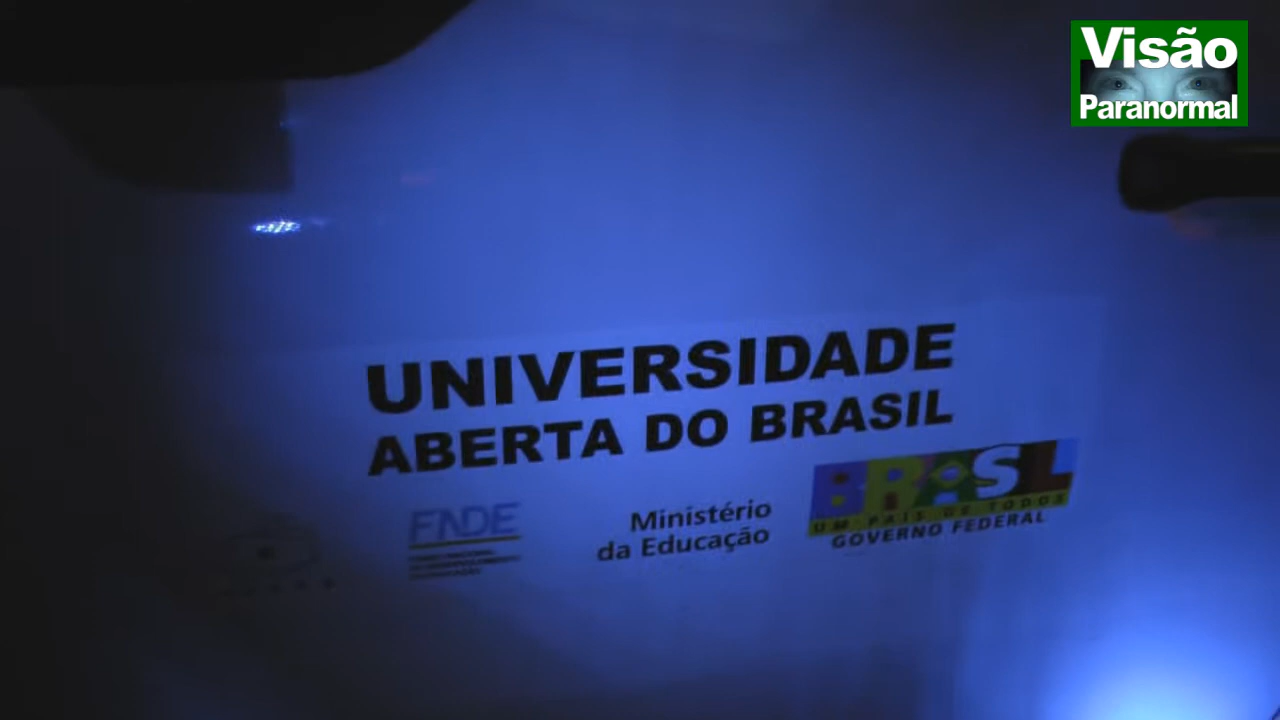 Visão
Paranormal
UNIVERSIDADE
ABERTA DO BRASIL
FNDE
Ministério
da Educação
BRASIL
UM PAÍS DE TODOS
GOVERNO FEDERAL